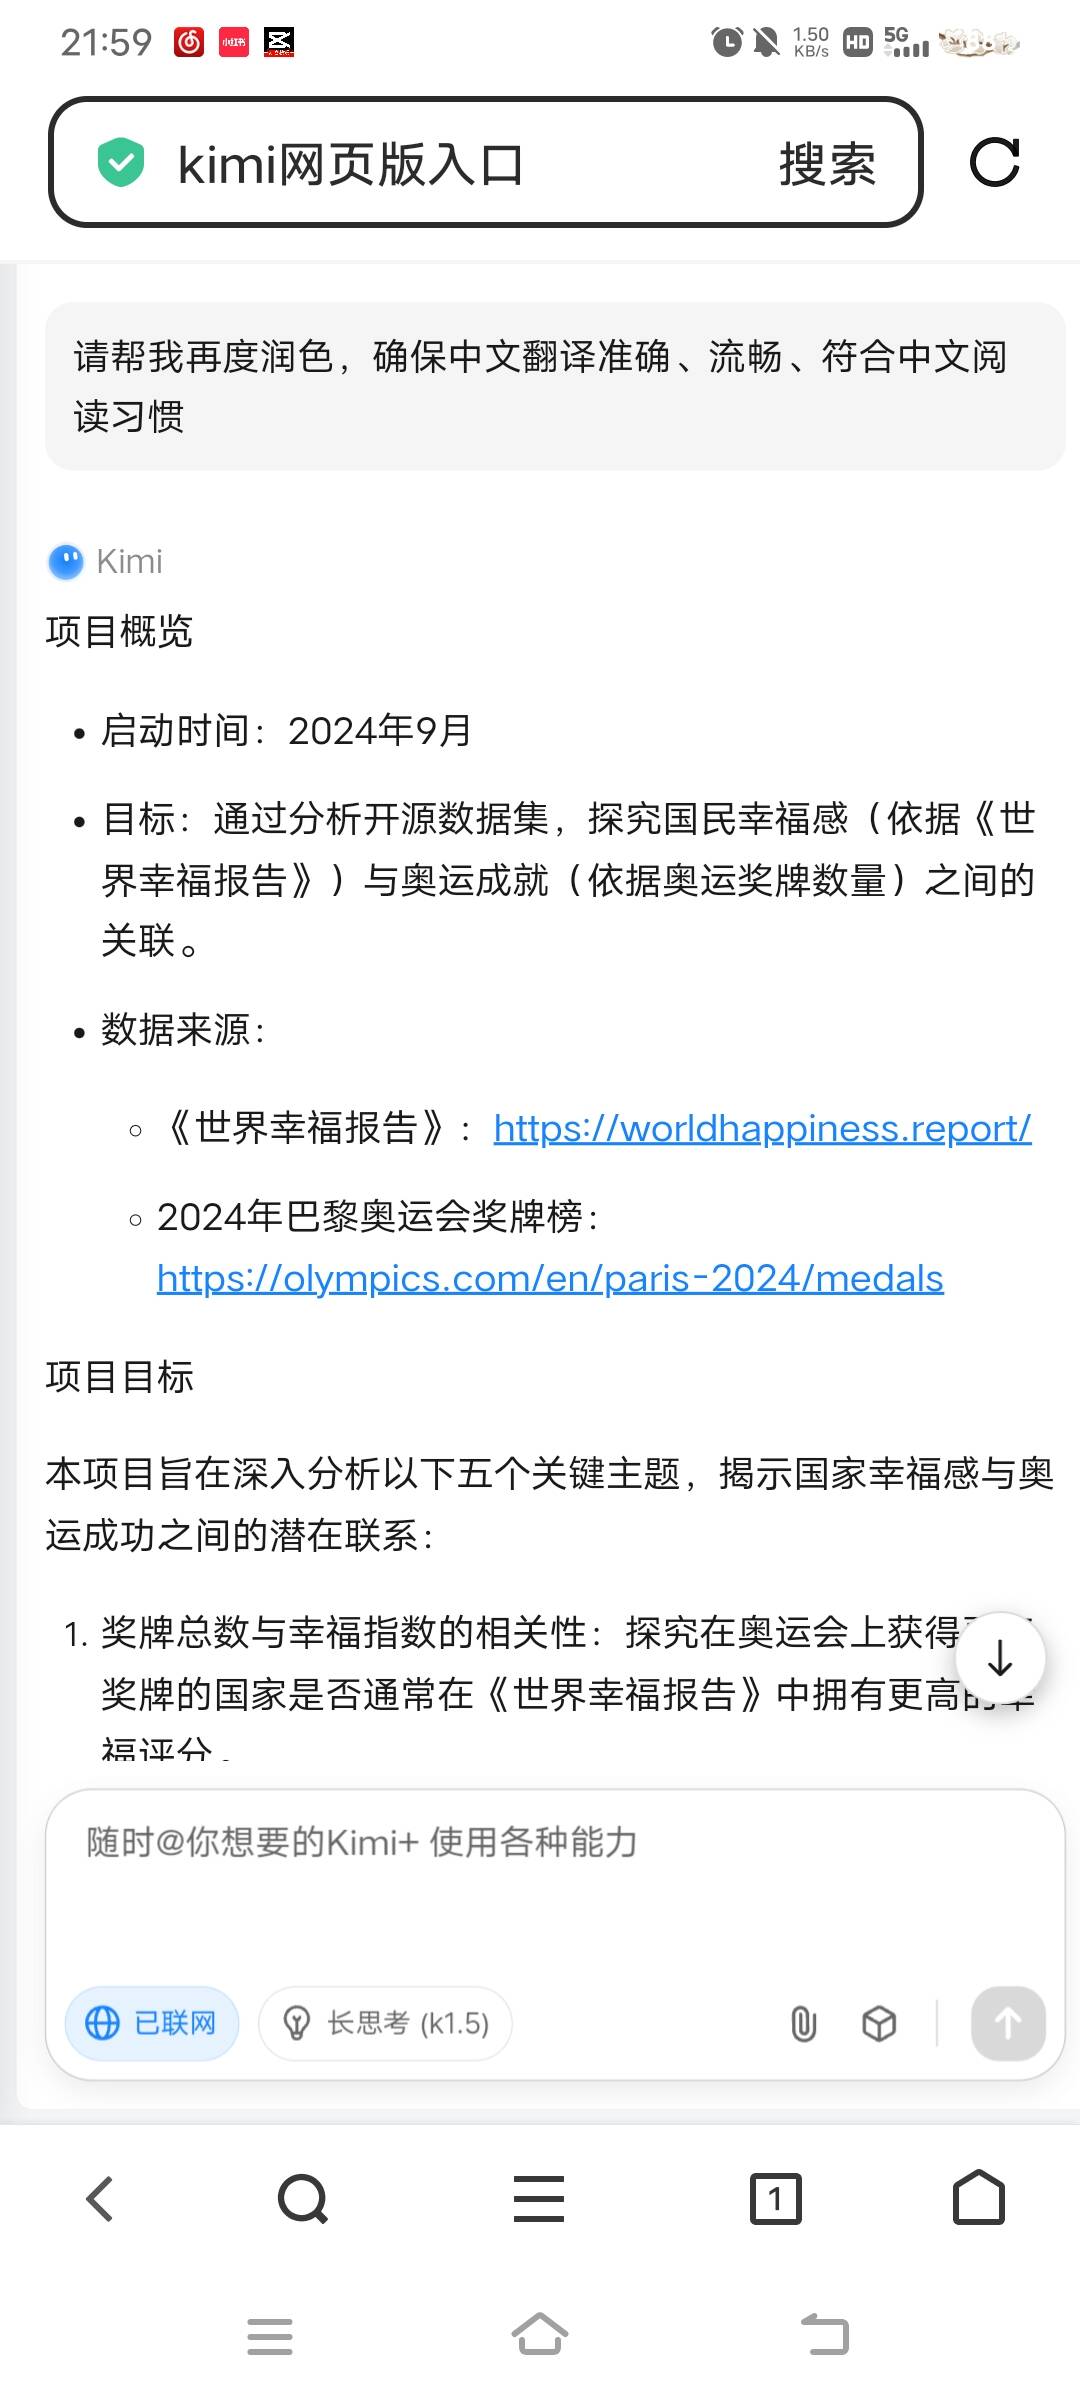 21:59
小红书
1.50
KB/s
HD
5G
kimi网页版入口
搜索
请帮我再度润色，确保中文翻译准确、流畅、符合中文阅
读习惯
Kimi
项目概览
• 启动时间：2024年9月
• 目标：通过分析开源数据集，探究国民幸福感（依据《世
界幸福报告》）与奥运成就（依据奥运奖牌数量）之间的
关联。
• 数据来源：
◦ 《世界幸福报告》：https://worldhappiness.report/
◦ 2024年巴黎奥运会奖牌榜：
https://olympics.com/en/paris-2024/medals
项目目标
本项目旨在深入分析以下五个关键主题，揭示国家幸福感与奥
运成功之间的潜在联系：
1. 奖牌总数与幸福指数的相关性：探究在奥运会上获得
奖牌的国家是否通常在《世界幸福报告》中拥有更高的幸
福评分。
随时@你想要的Kimi+ 使用各种能力
已联网
长思考 (k1.5)
1